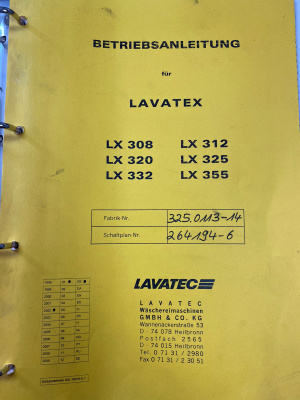 BETRIEBSANLEITUNG
für
LAVATEX
LX 308 LX 312
LX 320 LX 325
LX 332 LX 355
Fabrik-Nr. 325.0113-14
Schaltplan-Nr. 264194-6
LAVATEC
LAVATEC
Wäschereimaschinen
GMBH & CO. KG
Wannenäckerstraße 53
D - 74 078 Heilbronn
Postfach 2565
D - 74015 Heilbronn
Tel. 0 71 31 / 2980
Fax 0 71 31 / 2 30 51